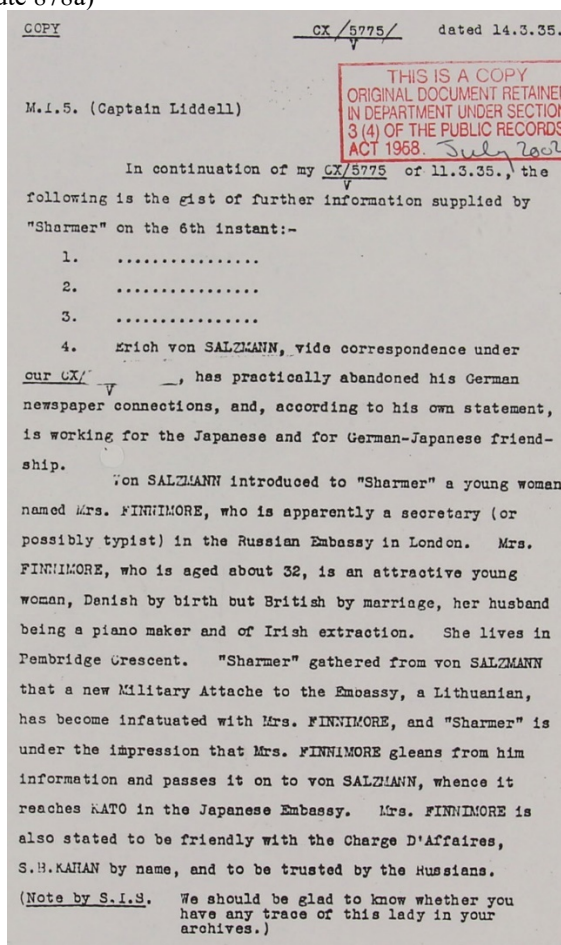 ate 878a)
COPY
CX/5775/ dated 14.3.35.
V
THIS IS A COPY
ORIGINAL DOCUMENT RETAINED
IN DEPARTMENT UNDER SECTION
3 (4) OF THE PUBLIC RECORDS
ACT 1958. July 2002
M.I.5. (Captain Liddell)
In continuation of my CX/5775 of 11.3.35., the
V
following is the gist of further information supplied by
"Sharmer" on the 6th instant:-
1. ................
2. ................
3. ................
4. Erich von SALZMANN, vide correspondence under
our CX/ , has practically abandoned his German
V
newspaper connections, and, according to his own statement,
is working for the Japanese and for German-Japanese friend-
ship.
Von SALZMANN introduced to "Sharmer" a young woman
named Mrs. FINNIMORE, who is apparently a secretary (or
possibly typist) in the Russian Embassy in London. Mrs.
FINNIMORE, who is aged about 32, is an attractive young
woman, Danish by birth but British by marriage, her husband
being a piano maker and of Irish extraction. She lives in
Pembridge Crescent. "Sharmer" gathered from von SALZMANN
that a new Military Attache to the Embassy, a Lithuanian,
has become infatuated with Mrs. FINNIMORE, and "Sharmer" is
under the impression that Mrs. FINNIMORE gleans from him
information and passes it on to von SALZMANN, whence it
reaches KATO in the Japanese Embassy. Mrs. FINNIMORE is
also stated to be friendly with the Charge D'Affaires,
S.B.KAHAN by name, and to be trusted by the Russians.
(Note by S.I.S. We should be glad to know whether you
have any trace of this lady in your
archives.)